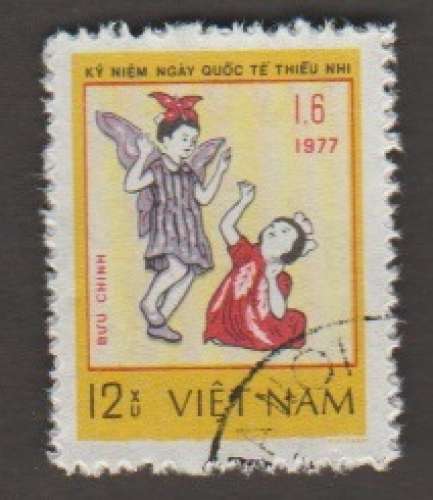 KỶ NIỆM NGÀY QUỐC TẾ THIẾU NHI
1.6
1977
BƯU CHÍNH
12 XU VIỆT NAM